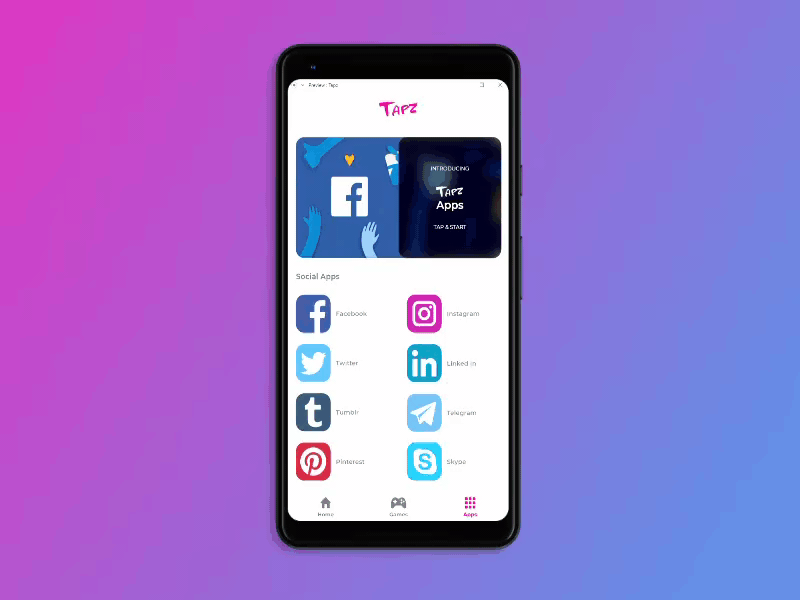 Preview : Tapz
TAPZ
INTRODUCING
TAPZ
Apps
TAP & START
Social Apps
Facebook
Instagram
Twitter
Linked in
Tumblr
Telegram
Pinterest
Skype
Home
Games
Apps